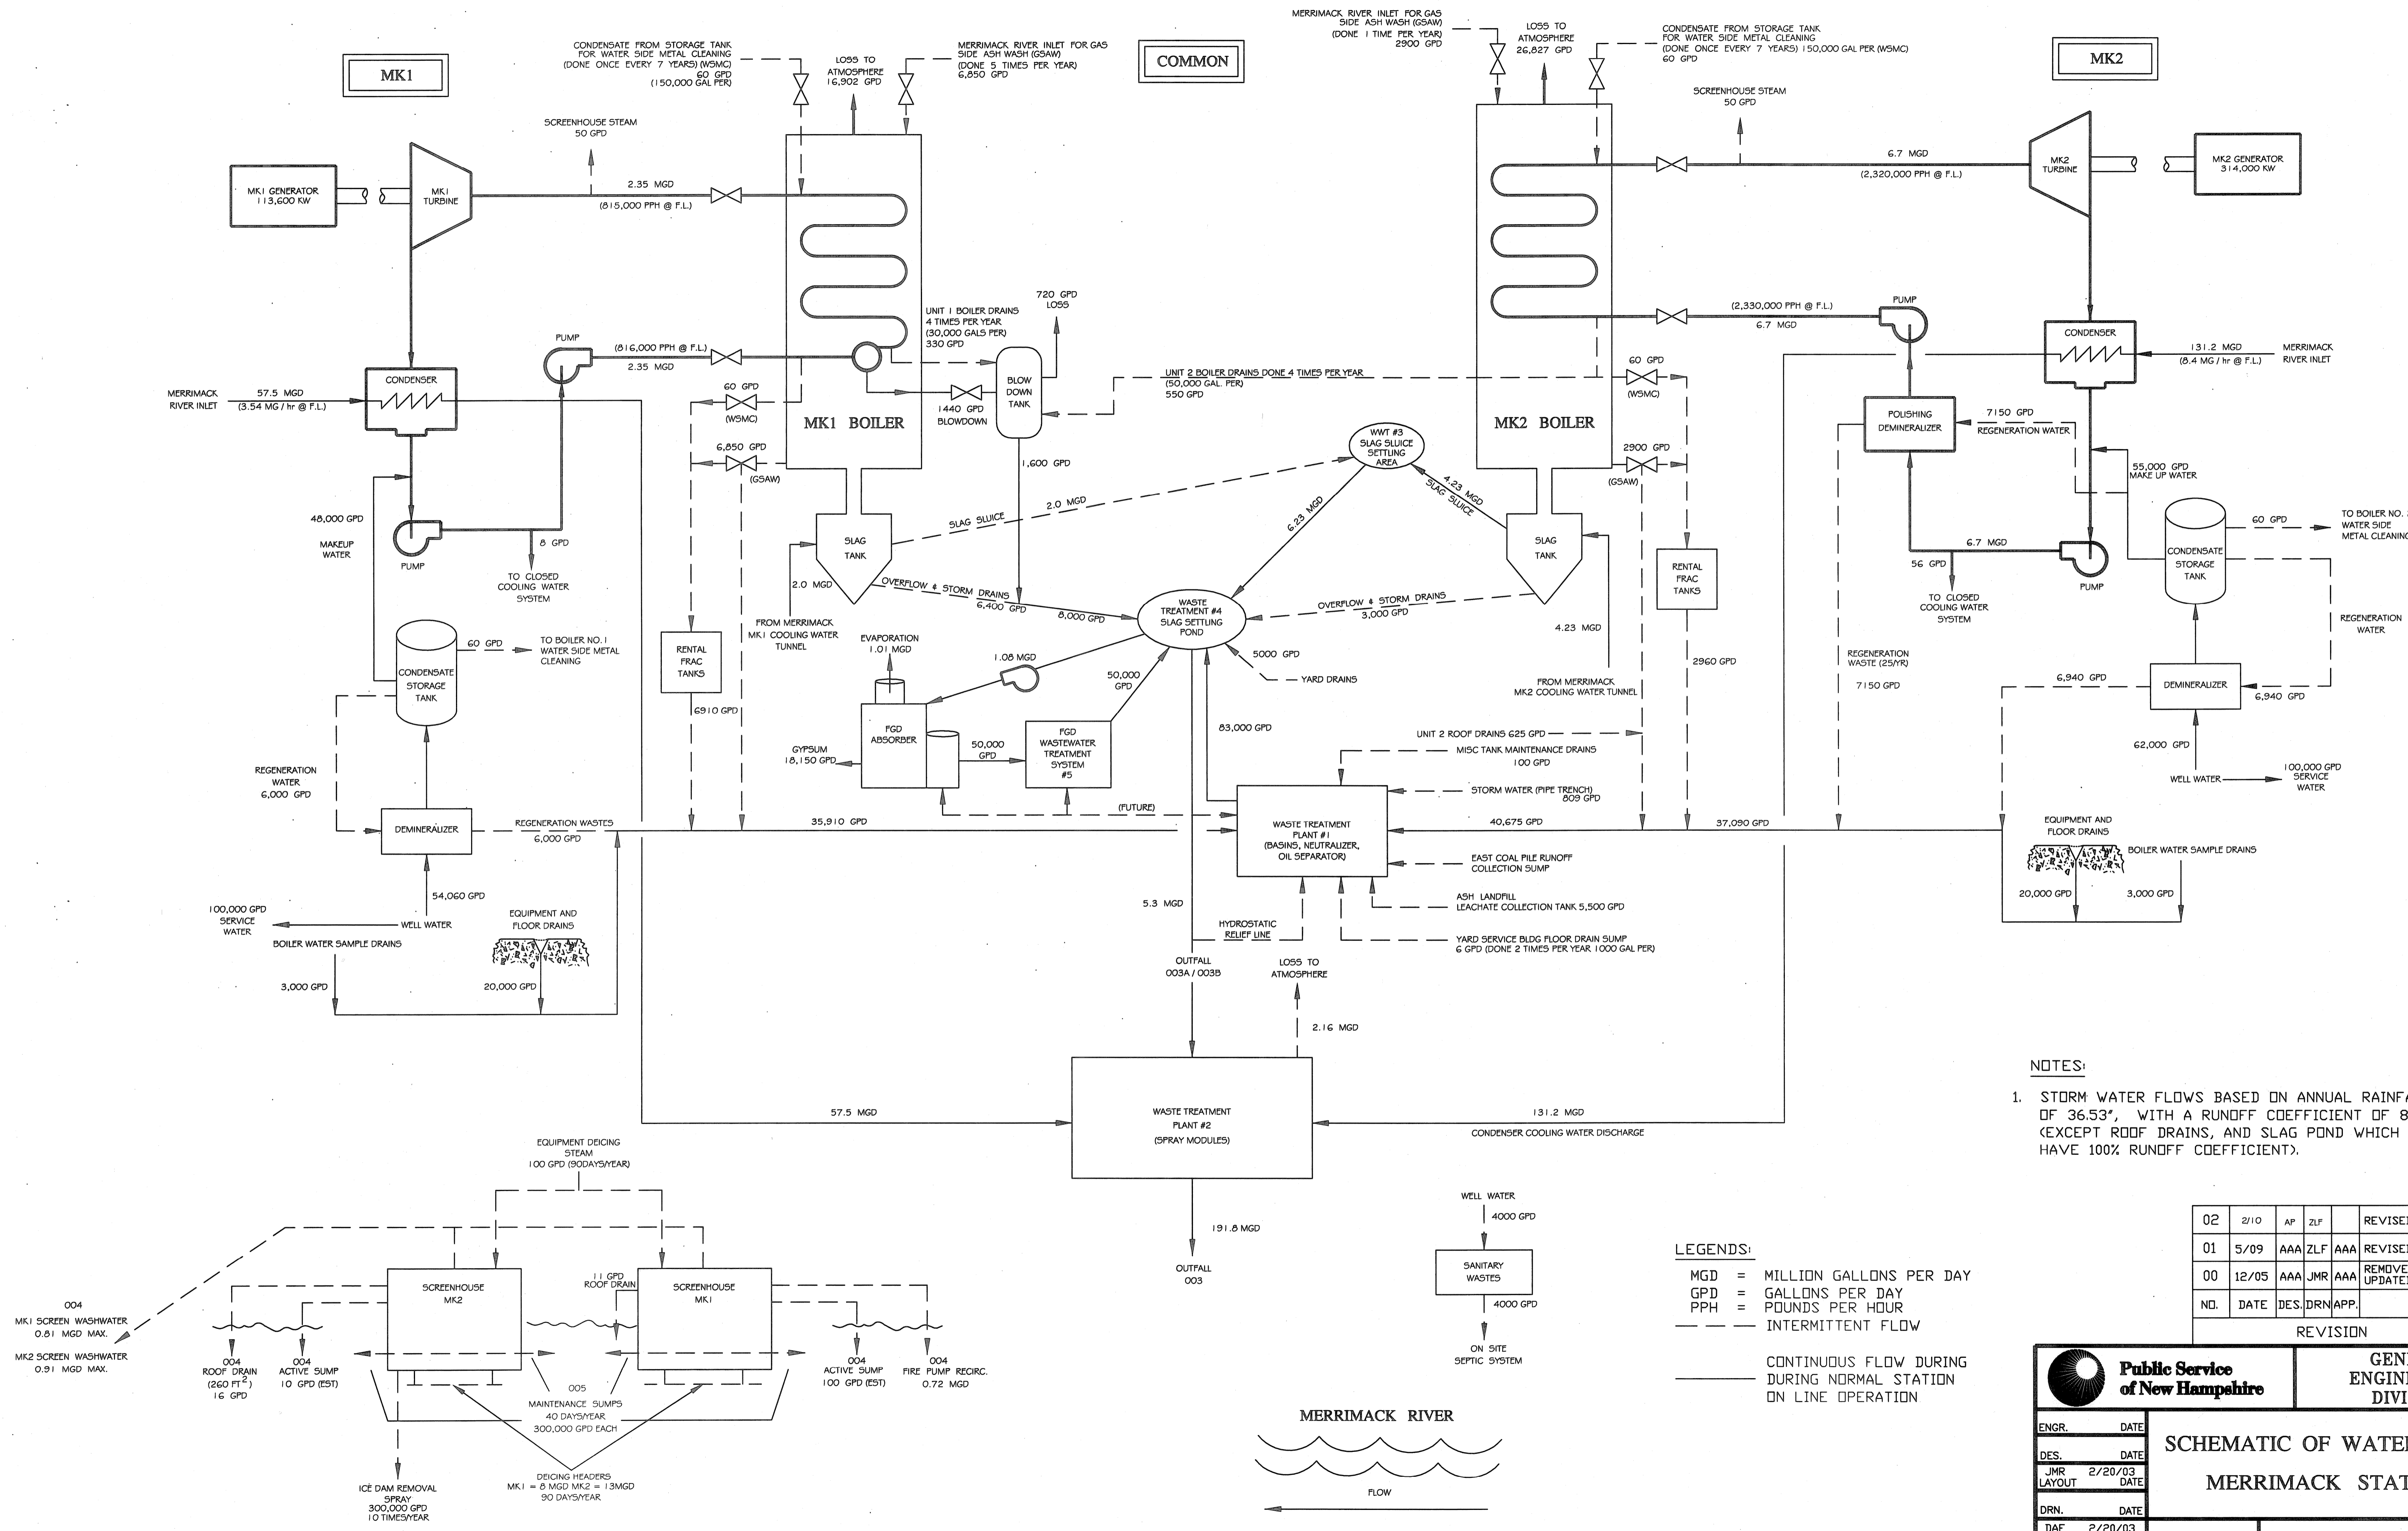 MK1
COMMON
MK2
CONDENSATE FROM STORAGE TANK
FOR WATER SIDE METAL CLEANING
(DONE ONCE EVERY 7 YEARS) (WSMC)
60 GPD
(150,000 GAL PER)
LOSS TO
ATMOSPHERE
16,902 GPD
MERRIMACK RIVER INLET FOR GAS
SIDE ASH WASH (GSAW)
(DONE 5 TIMES PER YEAR)
6,850 GPD
MERRIMACK RIVER INLET FOR GAS
SIDE ASH WASH (GSAW)
(DONE 1 TIME PER YEAR)
2900 GPD
LOSS TO
ATMOSPHERE
26,827 GPD
CONDENSATE FROM STORAGE TANK
FOR WATER SIDE METAL CLEANING
(DONE ONCE EVERY 7 YEARS) 150,000 GAL PER (WSMC)
60 GPD
SCREENHOUSE STEAM
50 GPD
MK1 GENERATOR
113,600 KW
MK1
TURBINE
2.35 MGD
(815,000 PPH @ F.L.)
SCREENHOUSE STEAM
50 GPD
6.7 MGD
(2,320,000 PPH @ F.L.)
MK2
TURBINE
MK2 GENERATOR
314,000 KW
UNIT 1 BOILER DRAINS
4 TIMES PER YEAR
(30,000 GALS PER)
330 GPD
720 GPD
LOSS
PUMP
(816,000 PPH @ F.L.)
2.35 MGD
BLOW
DOWN
TANK
1440 GPD
BLOWDOWN
UNIT 2 BOILER DRAINS DONE 4 TIMES PER YEAR
(50,000 GAL. PER)
550 GPD
(2,330,000 PPH @ F.L.)
6.7 MGD
PUMP
CONDENSER
131.2 MGD
(8.4 MG / hr @ F.L.)
MERRIMACK
RIVER INLET
CONDENSER
MERRIMACK
RIVER INLET
57.5 MGD
(3.54 MG / hr @ F.L.)
60 GPD
(WSMC)
6,850 GPD
(GSAW)
MK1 BOILER
1,600 GPD
WWT #3
SLAG SLUICE
SETTLING
AREA
MK2 BOILER
60 GPD
(WSMC)
2900 GPD
(GSAW)
POLISHING
DEMINERALIZER
7150 GPD
REGENERATION WATER
55,000 GPD
MAKE UP WATER
48,000 GPD
MAKEUP
WATER
PUMP
8 GPD
TO CLOSED
COOLING WATER
SYSTEM
SLAG
TANK
2.0 MGD
SLAG SLUICE
2.0 MGD
4.23 MGD
SLAG SLUICE
6.23 MGD
SLAG
TANK
4.23 MGD
FROM MERRIMACK
MK1 COOLING WATER
TUNNEL
OVERFLOW & STORM DRAINS
6,400 GPD
8,000 GPD
WASTE
TREATMENT #4
SLAG SETTLING
POND
OVERFLOW & STORM DRAINS
3,000 GPD
FROM MERRIMACK
MK2 COOLING WATER TUNNEL
RENTAL
FRAC
TANKS
2960 GPD
6.7 MGD
56 GPD
TO CLOSED
COOLING WATER
SYSTEM
PUMP
CONDENSATE
STORAGE
TANK
60 GPD
TO BOILER NO.
WATER SIDE
METAL CLEANING
REGENERATION
WATER
CONDENSATE
STORAGE
TANK
60 GPD
TO BOILER NO. 1
WATER SIDE METAL
CLEANING
RENTAL
FRAC
TANKS
6910 GPD
EVAPORATION
1.01 MGD
1.08 MGD
50,000
GPD
5000 GPD
YARD DRAINS
FGD
ABSORBER
GYPSUM
18,150 GPD
50,000
GPD
FGD
WASTEWATER
TREATMENT
SYSTEM
#5
83,000 GPD
UNIT 2 ROOF DRAINS 625 GPD
MISC TANK MAINTENANCE DRAINS
100 GPD
STORM WATER (PIPE TRENCH)
809 GPD
REGENERATION
WASTE (25/YR)
7150 GPD
6,940 GPD
DEMINERALIZER
6,940 GPD
62,000 GPD
WELL WATER
100,000 GPD
SERVICE
WATER
REGENERATION
WATER
6,000 GPD
DEMINERALIZER
REGENERATION WASTES
6,000 GPD
35,910 GPD
(FUTURE)
WASTE TREATMENT
PLANT #1
(BASINS, NEUTRALIZER,
OIL SEPARATOR)
40,675 GPD
37,090 GPD
EAST COAL PILE RUNOFF
COLLECTION SUMP
ASH LANDFILL
LEACHATE COLLECTION TANK 5,500 GPD
YARD SERVICE BLDG FLOOR DRAIN SUMP
6 GPD (DONE 2 TIMES PER YEAR 1000 GAL PER)
EQUIPMENT AND
FLOOR DRAINS
BOILER WATER SAMPLE DRAINS
20,000 GPD
3,000 GPD
54,060 GPD
100,000 GPD
SERVICE
WATER
WELL WATER
BOILER WATER SAMPLE DRAINS
3,000 GPD
EQUIPMENT AND
FLOOR DRAINS
20,000 GPD
5.3 MGD
HYDROSTATIC
RELIEF LINE
OUTFALL
003A / 003B
LOSS TO
ATMOSPHERE
2.16 MGD
57.5 MGD
WASTE TREATMENT
PLANT #2
(SPRAY MODULES)
131.2 MGD
CONDENSER COOLING WATER DISCHARGE
191.8 MGD
OUTFALL
003
NOTES:
1. STORM WATER FLOWS BASED ON ANNUAL
OF 36.53", WITH A RUNOFF COEFFICIENT OF
(EXCEPT ROOF DRAINS, AND SLAG POND WHICH
HAVE 100% RUNOFF COEFFICIENT).
EQUIPMENT DEICING
STEAM
100 GPD (90DAYS/YEAR)
SCREENHOUSE
MK2
11 GPD
ROOF DRAIN
SCREENHOUSE
MK1
004
MK1 SCREEN WASHWATER
0.81 MGD MAX.
MK2 SCREEN WASHWATER
0.91 MGD MAX.
004
ROOF DRAIN
(260 FT2)
16 GPD
004
ACTIVE SUMP
10 GPD (EST)
005
MAINTENANCE SUMPS
40 DAYS/YEAR
300,000 GPD EACH
004
ACTIVE SUMP
100 GPD (EST)
004
FIRE PUMP RECIRC.
0.72 MGD
DEICING HEADERS
MK1 = 8 MGD MK2 = 13MGD
90 DAYS/YEAR
ICE DAM REMOVAL
SPRAY
300,000 GPD
10 TIMES/YEAR
WELL WATER
4000 GPD
SANITARY
WASTES
4000 GPD
ON SITE
SEPTIC SYSTEM
MERRIMACK RIVER
FLOW
LEGENDS:
MGD = MILLION GALLONS PER DAY
GPD = GALLONS PER DAY
PPH = POUNDS PER HOUR
INTERMITTENT FLOW
CONTINUOUS FLOW DURING
DURING NORMAL STATION
ON LINE OPERATION
02 2/10 AP ZLF
01 5/09 AAA ZLF AAA
00 12/05 AAA JMR AAA
NO. DATE DES. DRN APP.
REVISION
Public Service
of New Hampshire
ENGR. DATE
DES. DATE
JMR 2/20/03
LAYOUT DATE
DRN. DATE
DAF 2/20/03
SCHEMATIC OF
MERRIMACK